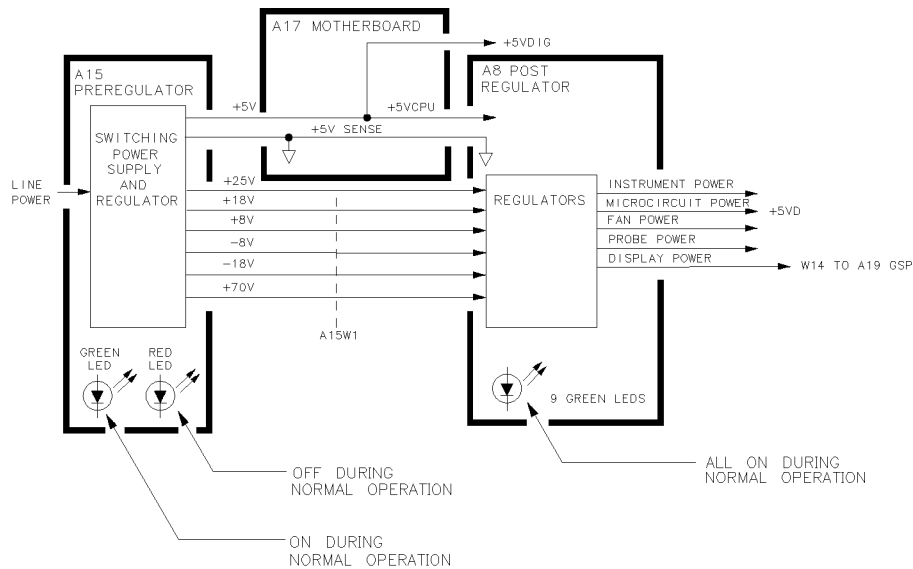 A17 MOTHERBOARD
+5VDIG
A15
PREREGULATOR
A8 POST
REGULATOR
+5V
+5VCPU
+5V SENSE
SWITCHING
POWER
SUPPLY
AND
REGULATOR
LINE
POWER
+25V
+18V
+8V
−8V
−18V
+70V
A15W1
REGULATORS
INSTRUMENT POWER
MICROCIRCUIT POWER
+5VD
FAN POWER
PROBE POWER
DISPLAY POWER
W14 TO A19 GSP
GREEN
LED
RED
LED
9 GREEN LEDS
OFF DURING
NORMAL OPERATION
ALL ON DURING
NORMAL OPERATION
ON DURING
NORMAL OPERATION